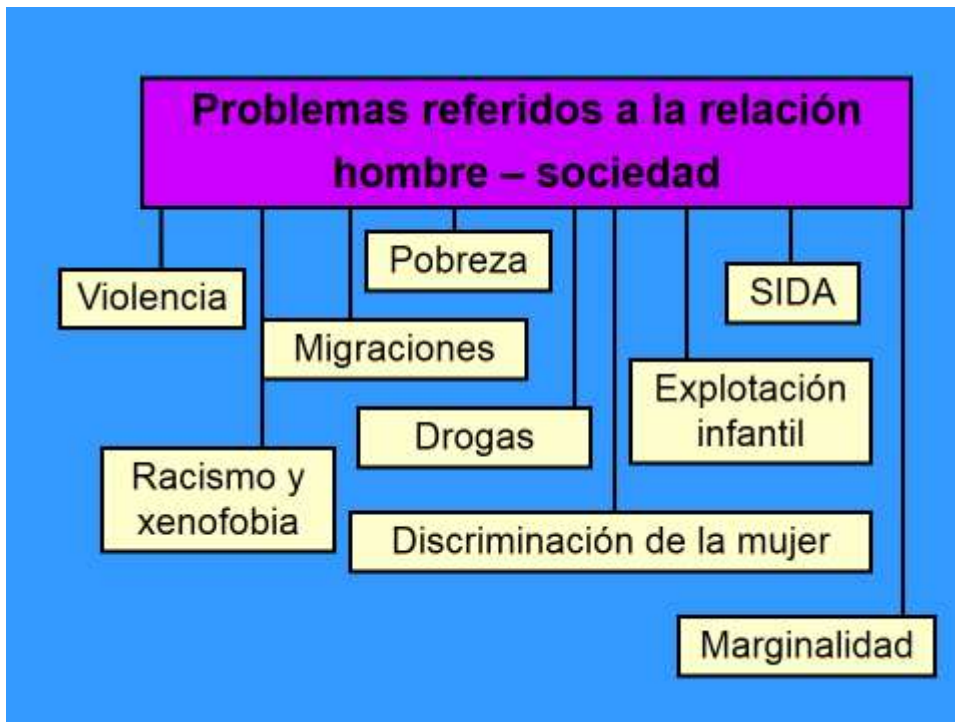 Problemas referidos a la relación
hombre – sociedad
Pobreza
Violencia
SIDA
Migraciones
Explotación
infantil
Drogas
Racismo y
xenofobia
Discriminación de la mujer
Marginalidad